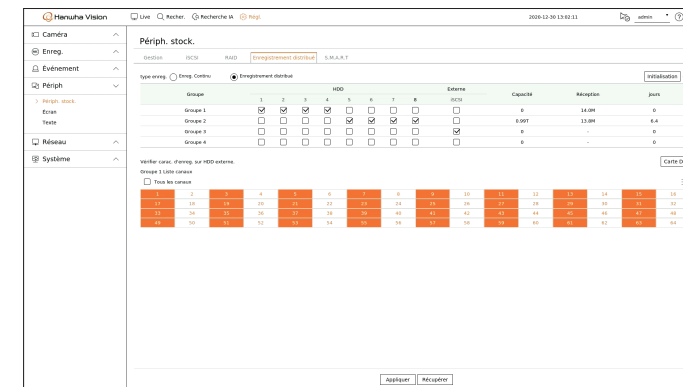 Hanwha Vision Live Recher. Recherche IA Régl. 2020-12-30 13:02:11 admin
Caméra
Enreg.
Événement
Périph
Périph. stock.
Ecran
Texte
Réseau
Système
Périph. stock.
Gestion iSCSI RAID Enregistrement distribué S.M.A.R.T
type enreg. Enreg. Continu Enregistrement distribué Initialisation
Groupe HDD Externe Capacité Réception jours
1 2 3 4 5 6 7 8 iSCSI
Groupe 1 0 14.0M 0
Groupe 2 0.99T 13.8M 6.4
Groupe 3 0 - 0
Groupe 4 0 - 0
Vérifier carac. d'enreg. sur HDD externe. Carte D
Groupe 1 Liste canaux
Tous les canaux
1 2 3 4 5 6 7 8 9 10 11 12 13 14 15 16
17 18 19 20 21 22 23 24 25 26 27 28 29 30 31 32
33 34 35 36 37 38 39 40 41 42 43 44 45 46 47 48
49 50 51 52 53 54 55 56 57 58 59 60 61 62 63 64
Appliquer Récupérer